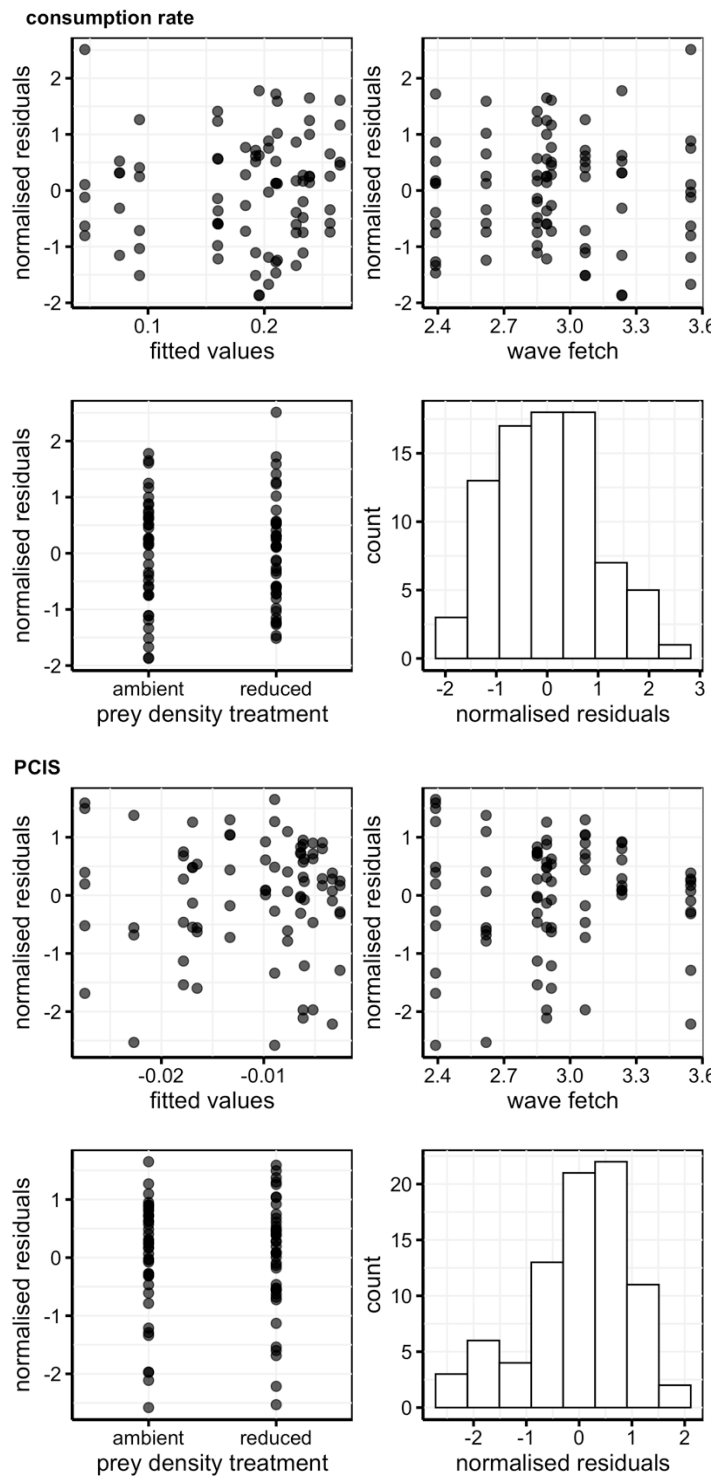 consumption rate
normalised residuals
2
1
0
-1
-2
0.1 0.2
fitted values
normalised residuals
2
1
0
-1
-2
2.4 2.7 3.0 3.3 3.6
wave fetch
normalised residuals
2
1
0
-1
-2
ambient reduced
prey density treatment
count
15
10
5
0
-2 -1 0 1 2 3
normalised residuals
PCIS
normalised residuals
1
0
-1
-2
-0.02 -0.01
fitted values
normalised residuals
1
0
-1
-2
2.4 2.7 3.0 3.3 3.6
wave fetch
normalised residuals
1
0
-1
-2
ambient reduced
prey density treatment
count
20
15
10
5
0
-2 -1 0 1 2
normalised residuals